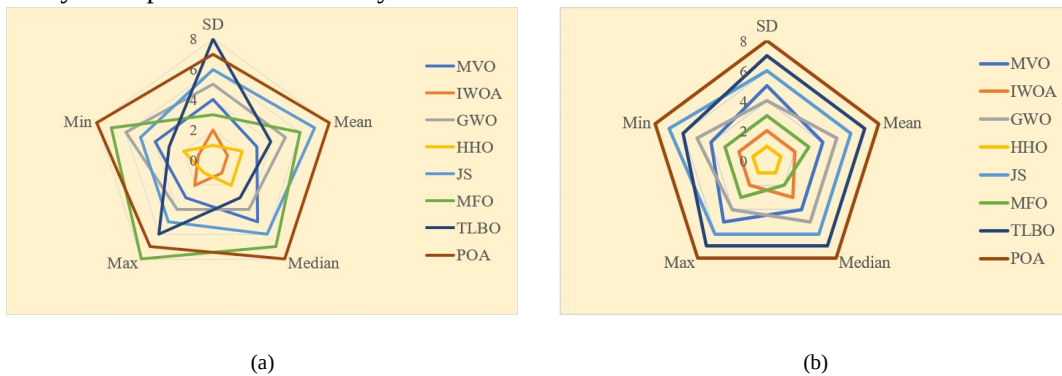 SD
8
6
4
2
0
Min
Mean
Max
Median
MVO
IWOA
GWO
HHO
JS
MFO
TLBO
POA
SD
8
6
4
2
0
Min
Mean
Max
Median
MVO
IWOA
GWO
HHO
JS
MFO
TLBO
POA
(a)
(b)